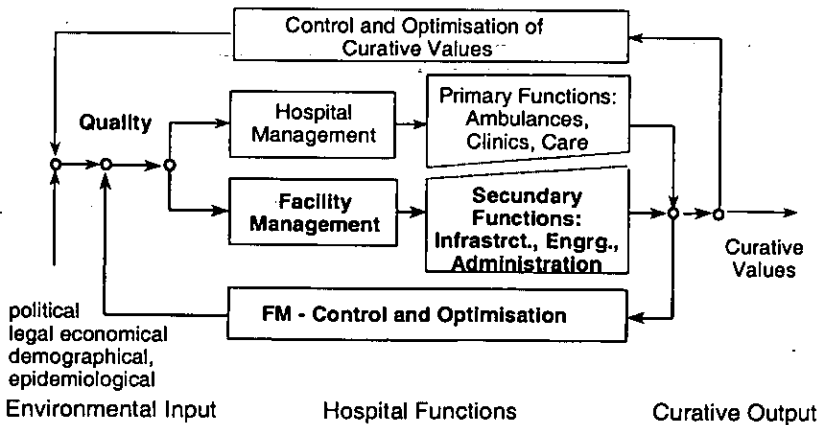 Control and Optimisation of
Curative Values
Quality
Hospital
Management
Primary Functions:
Ambulances,
Clinics, Care
Facility
Management
Secundary
Functions:
Infrastrct., Engrg.,
Administration
Curative
Values
FM - Control and Optimisation
political
legal economical
demographical,
epidemiological
Environmental Input
Hospital Functions
Curative Output